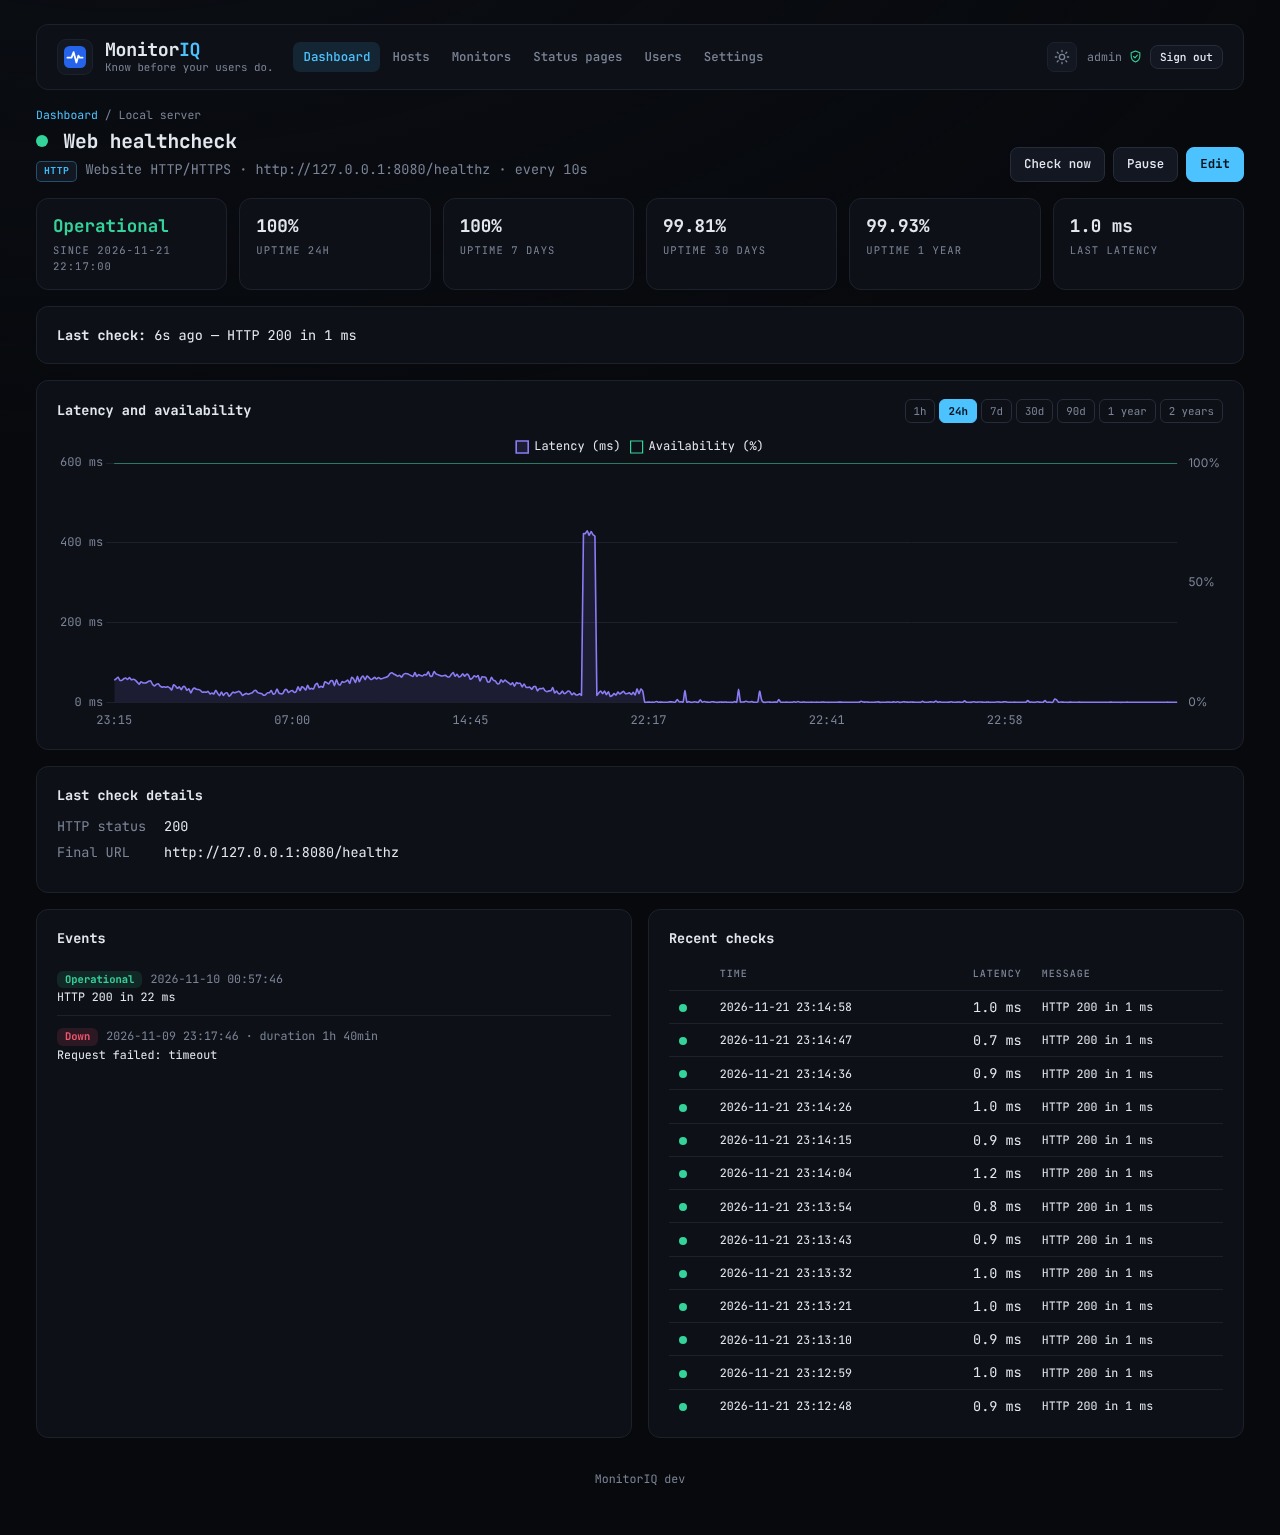 MonitorIQ
Know before your users do.
Dashboard Hosts Monitors Status pages Users Settings
admin Sign out
Dashboard / Local server
Web healthcheck
HTTP Website HTTP/HTTPS · http://127.0.0.1:8080/healthz · every 10s
Check now Pause Edit
Operational
SINCE 2026-11-21
22:17:00
100%
UPTIME 24H
100%
UPTIME 7 DAYS
99.81%
UPTIME 30 DAYS
99.93%
UPTIME 1 YEAR
1.0 ms
LAST LATENCY
Last check: 6s ago — HTTP 200 in 1 ms
Latency and availability
1h 24h 7d 30d 90d 1 year 2 years
Latency (ms) Availability (%)
600 ms 100%
400 ms
50%
200 ms
0 ms 0%
23:15 07:00 14:45 22:17 22:41 22:58
Last check details
HTTP status 200
Final URL http://127.0.0.1:8080/healthz
Events
Operational 2026-11-10 00:57:46
HTTP 200 in 22 ms
Down 2026-11-09 23:17:46 · duration 1h 40min
Request failed: timeout
Recent checks
TIME LATENCY MESSAGE
2026-11-21 23:14:58 1.0 ms HTTP 200 in 1 ms
2026-11-21 23:14:47 0.7 ms HTTP 200 in 1 ms
2026-11-21 23:14:36 0.9 ms HTTP 200 in 1 ms
2026-11-21 23:14:26 1.0 ms HTTP 200 in 1 ms
2026-11-21 23:14:15 0.9 ms HTTP 200 in 1 ms
2026-11-21 23:14:04 1.2 ms HTTP 200 in 1 ms
2026-11-21 23:13:54 0.8 ms HTTP 200 in 1 ms
2026-11-21 23:13:43 0.9 ms HTTP 200 in 1 ms
2026-11-21 23:13:32 1.0 ms HTTP 200 in 1 ms
2026-11-21 23:13:21 1.0 ms HTTP 200 in 1 ms
2026-11-21 23:13:10 0.9 ms HTTP 200 in 1 ms
2026-11-21 23:12:59 1.0 ms HTTP 200 in 1 ms
2026-11-21 23:12:48 0.9 ms HTTP 200 in 1 ms
MonitorIQ dev